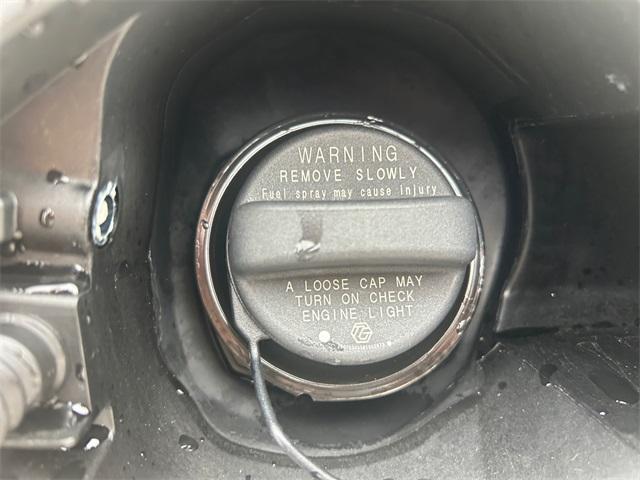 WARNING
REMOVE SLOWLY
Fuel spray may cause injury
A LOOSE CAP MAY
TURN ON CHECK
ENGINE LIGHT